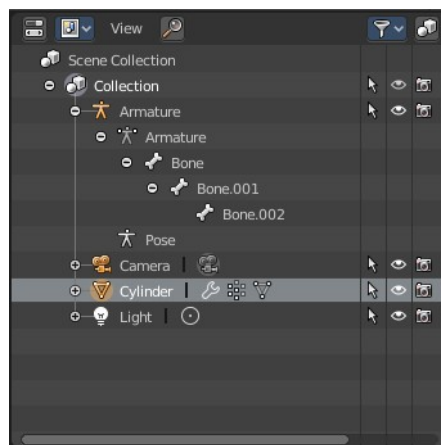 View
Scene Collection
Collection
Armature
Armature
Bone
Bone.001
Bone.002
Pose
Camera
Cylinder
Light